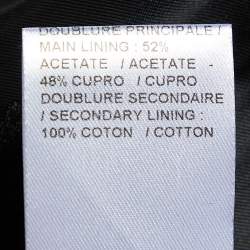 DOUBLURE PRINCIPALE /
MAIN LINING : 52%
ACETATE / ACETATE -
48% CUPRO / CUPRO
DOUBLURE SECONDAIRE
/ SECONDARY LINING :
100% COTON / COTTON